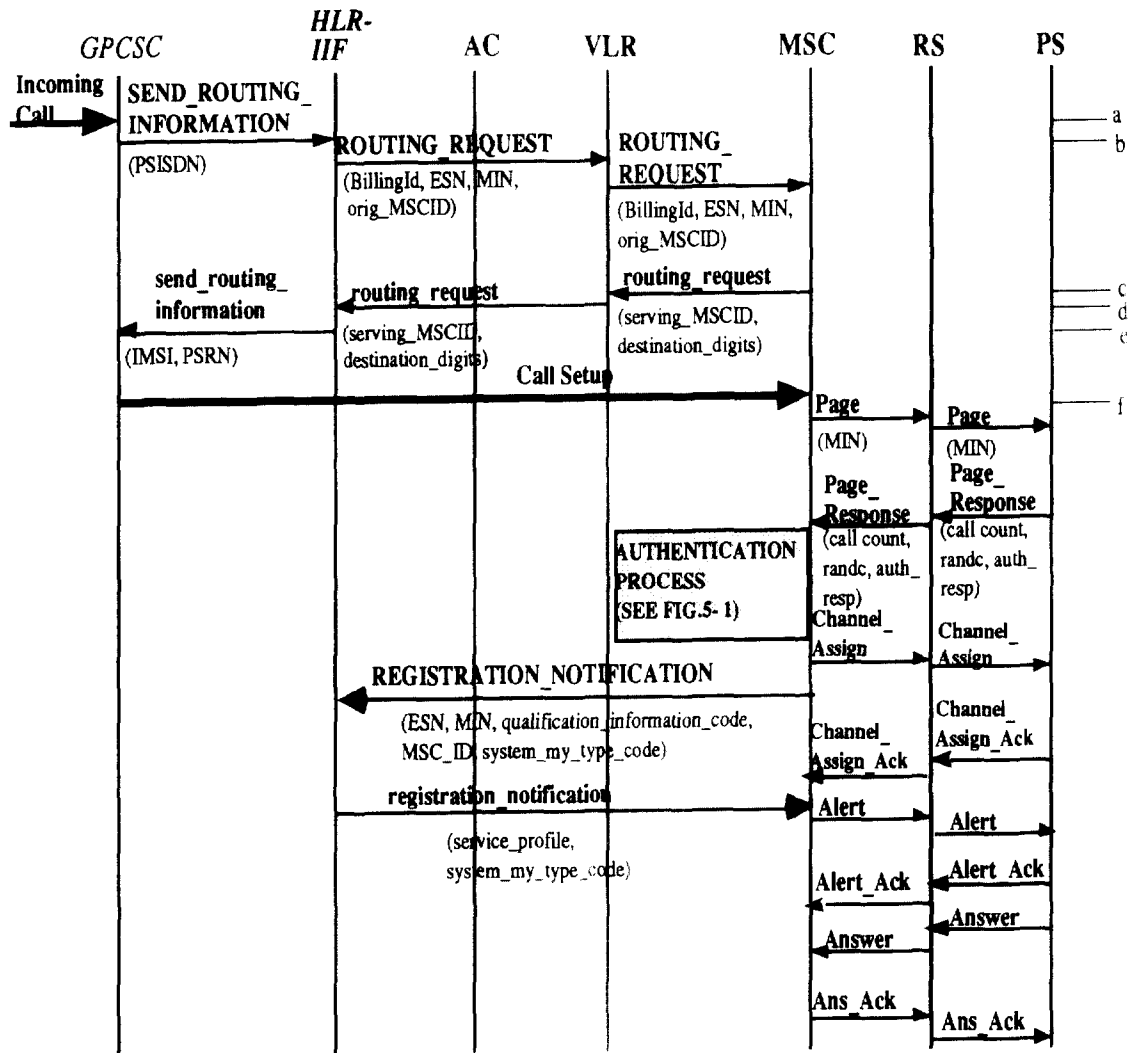 HLR-
GPCSC IIF AC VLR MSC RS PS
Incoming
Call
SEND_ROUTING_
INFORMATION
(PSISDN)
ROUTING_REQUEST
(BillingId, ESN, MIN,
orig_MSCID)
ROUTING_
REQUEST
(BillingId, ESN, MIN,
orig_MSCID)
a
b
routing_request
(serving_MSCID,
destination_digits)
routing_request
(serving_MSCID,
destination_digits)
send_routing_
information
(IMSI, PSRN)
c
d
e
Call Setup
f
Page
(MIN)
Page
(MIN)
Page_
Response
(call count,
randc, auth_
resp)
Page_
Response
(call count,
randc, auth_
resp)
AUTHENTICATION
PROCESS
(SEE FIG.5- 1)
Channel_
Assign
Channel_
Assign
REGISTRATION_NOTIFICATION
(ESN, MIN, qualification_information_code,
MSC_ID system_my_type_code)
Channel_
Assign_Ack
Channel_
Assign_Ack
registration_notification
(service_profile,
system_my_type_code)
Alert
Alert
Alert_Ack
Alert_Ack
Answer
Answer
Ans_Ack
Ans_Ack